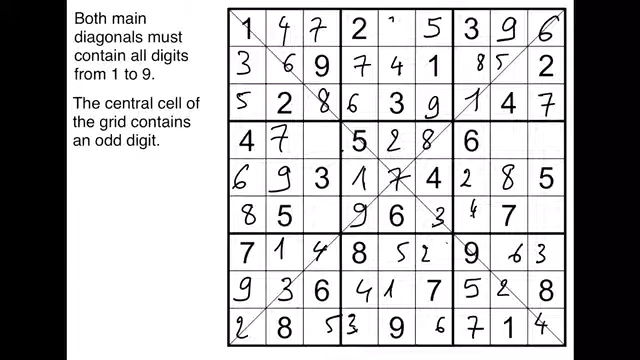 Both main
diagonals must
contain all digits
from 1 to 9.
The central cell of
the grid contains
an odd digit.
1 4 7 2 5 3 9 6
3 6 9 7 4 1 8 5 2
5 2 8 6 3 9 1 4 7
4 7 5 2 8 6
6 9 3 1 7 4 2 8 5
8 5 9 6 3 4 7
7 1 4 8 5 2 9 6 3
9 3 6 4 1 7 5 2 8
2 8 5 3 9 6 7 1 4